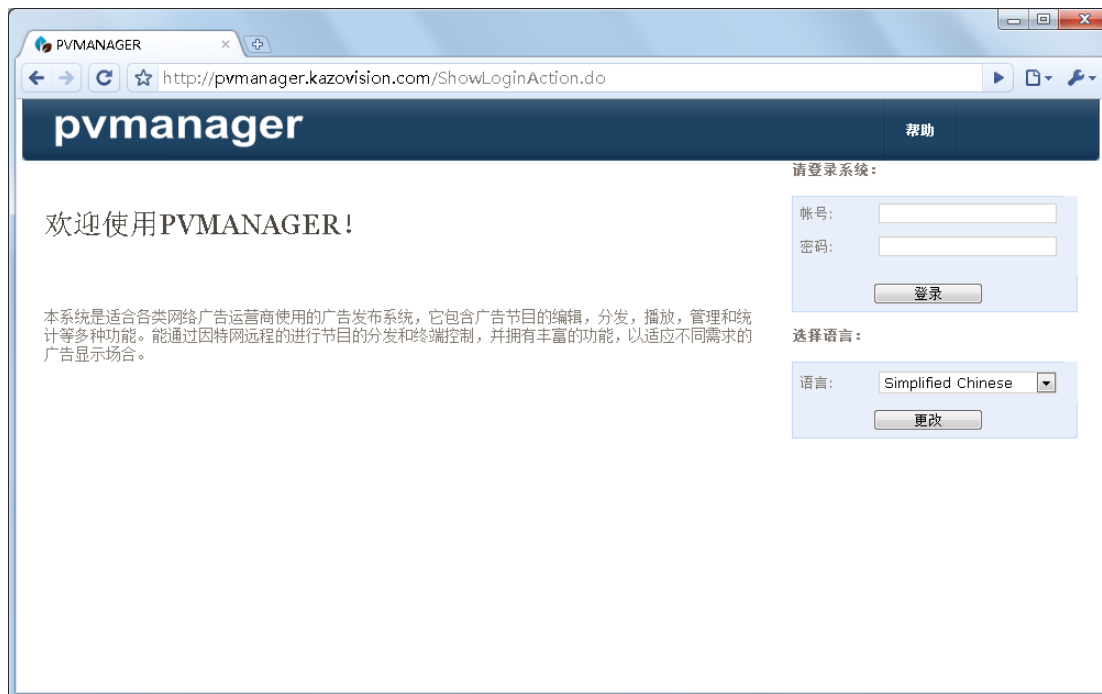 PVMANAGER
http://pvmanager.kazovision.com/ShowLoginAction.do
pvmanager
帮助
欢迎使用PVMANAGER!
本系统是适合各类网络广告运营商使用的广告发布系统，它包含广告节目的编辑，分发，播放，管理和统
计等多种功能。能通过因特网远程的进行节目的分发和终端控制，并拥有丰富的功能，以适应不同需求的
广告显示场合。
请登录系统：
帐号:
密码:
登录
选择语言：
语言: Simplified Chinese
更改